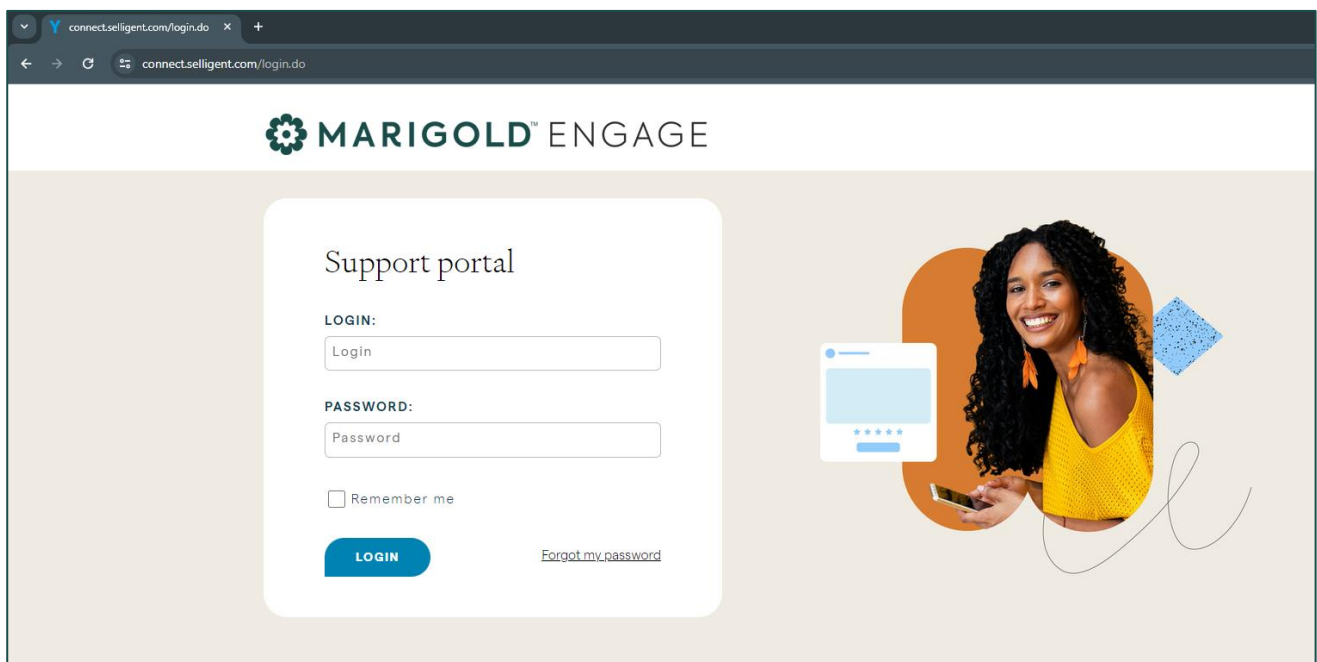 connect.selligent.com/login.do
connect.selligent.com/login.do
MARIGOLD™ ENGAGE
Support portal
LOGIN:
Login
PASSWORD:
Password
Remember me
LOGIN Forgot my password